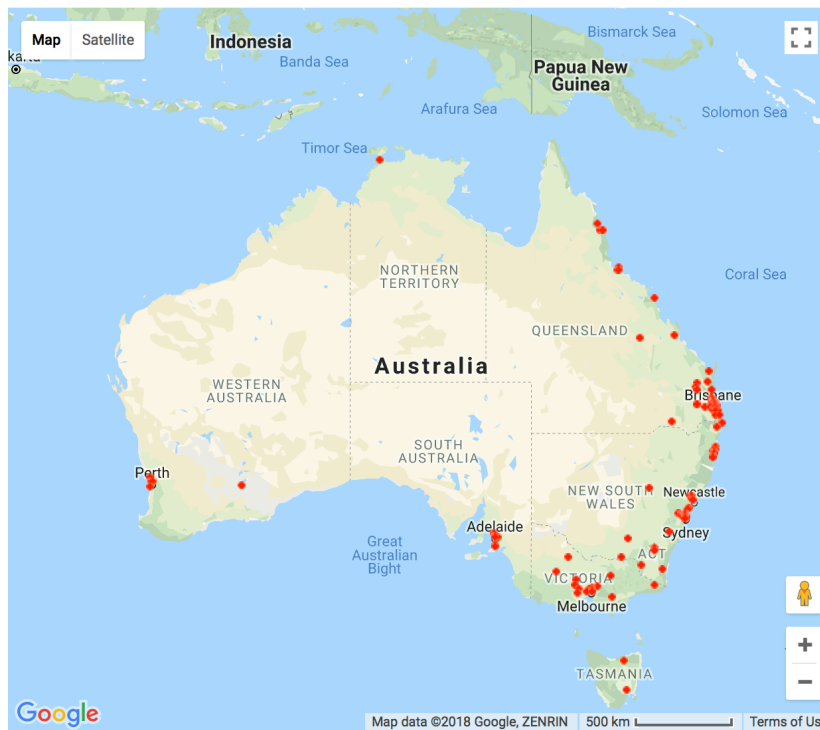 Map Satellite
Indonesia
Bismarck Sea
Banda Sea
Papua New
Guinea
Arafura Sea
Solomon Sea
Timor Sea
Coral Sea
NORTHERN
TERRITORY
QUEENSLAND
Australia
WESTERN
AUSTRALIA
Brisbane
SOUTH
AUSTRALIA
Perth
NEW SOUTH
WALES
Newcastle
Adelaide
Sydney
Great
Australian
Bight
ACT
VICTORIA
Melbourne
TASMANIA
Google
Map data ©2018 Google, ZENRIN 500 km Terms of Us